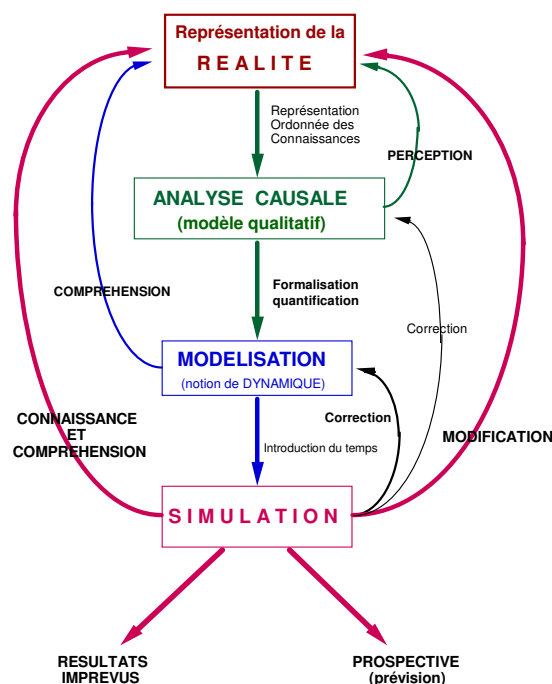 Représentation de la
R E A L I T E
Représentation
Ordonnée des
Connaissances
PERCEPTION
ANALYSE CAUSALE
(modèle qualitatif)
Formalisation
quantification
COMPREHENSION
Correction
MODELISATION
(notion de DYNAMIQUE)
Correction
CONNAISSANCE
ET
COMPREHENSION
Introduction du temps
MODIFICATION
S I M U L A T I O N
RESULTATS
IMPREVUS
PROSPECTIVE
(prévision)